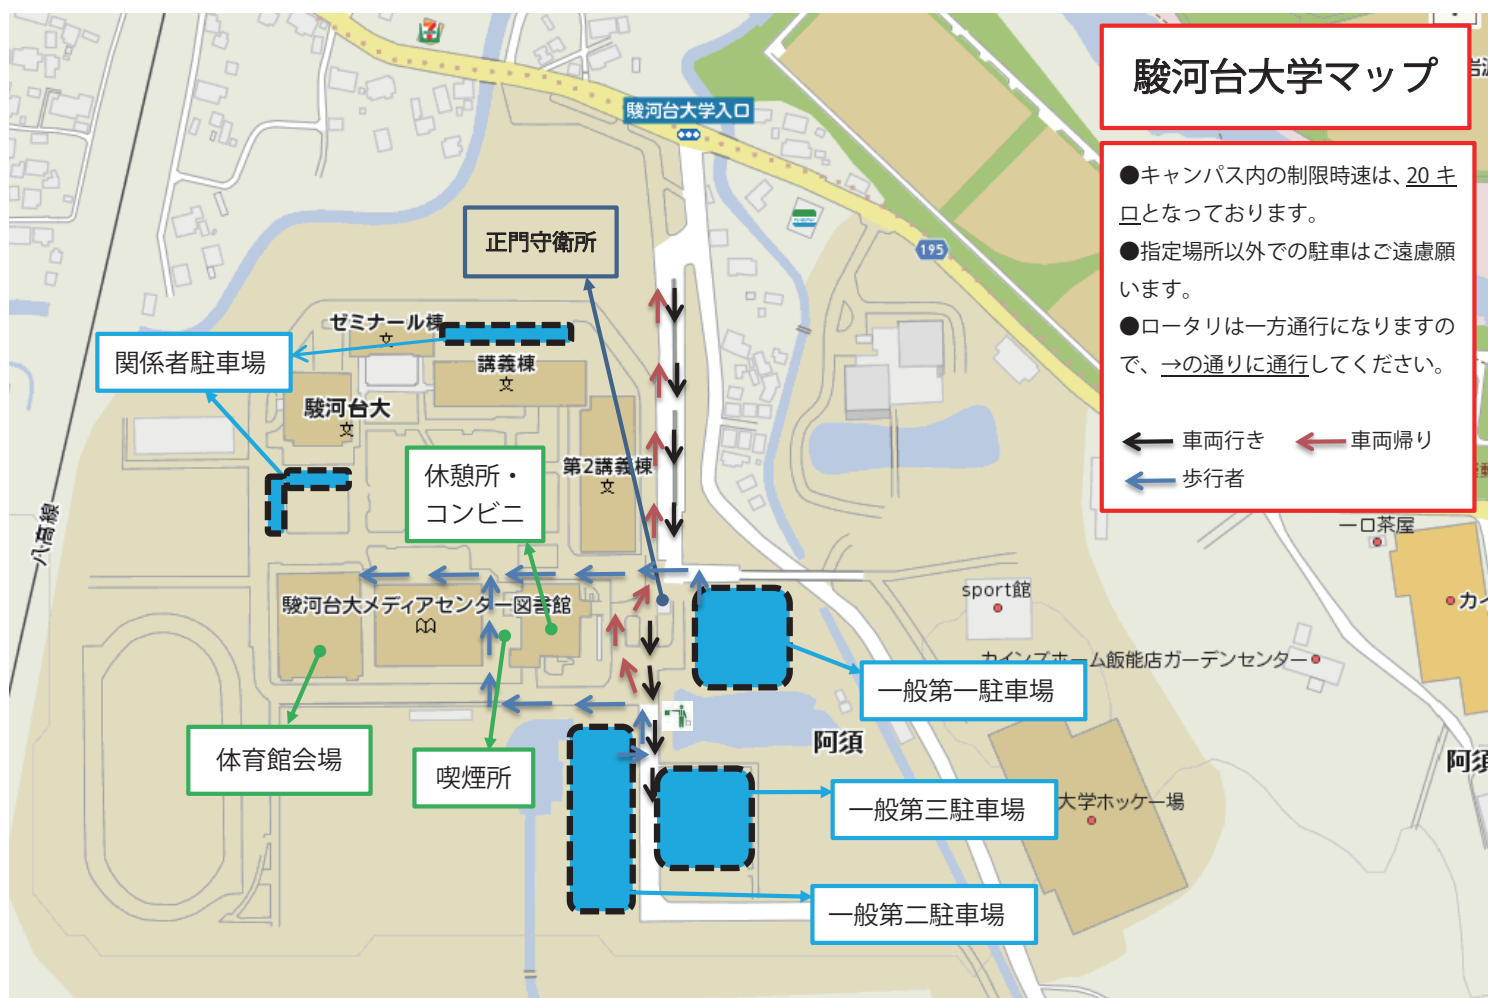 駿河台大学マップ
●キャンパス内の制限時速は、20 キ
ロとなっております。
●指定場所以外での駐車はご遠慮願
います。
●ロータリは一方通行になりますの
で、→の通りに通行してください。
車両行き
車両帰り
歩行者
駿河台大学入口
195
正門守衛所
ゼミナール棟
関係者駐車場
講義棟
駿河台大
文
文
文
文
第2講義棟
休憩所・
コンビニ
八高線
駿河台大メディアセンター図書館
sport館
一口茶屋
カインズホーム飯能店ガーデンセンター
一般第一駐車場
体育館会場
喫煙所
阿須
阿須
一般第三駐車場
大学ホッケー場
一般第二駐車場
7